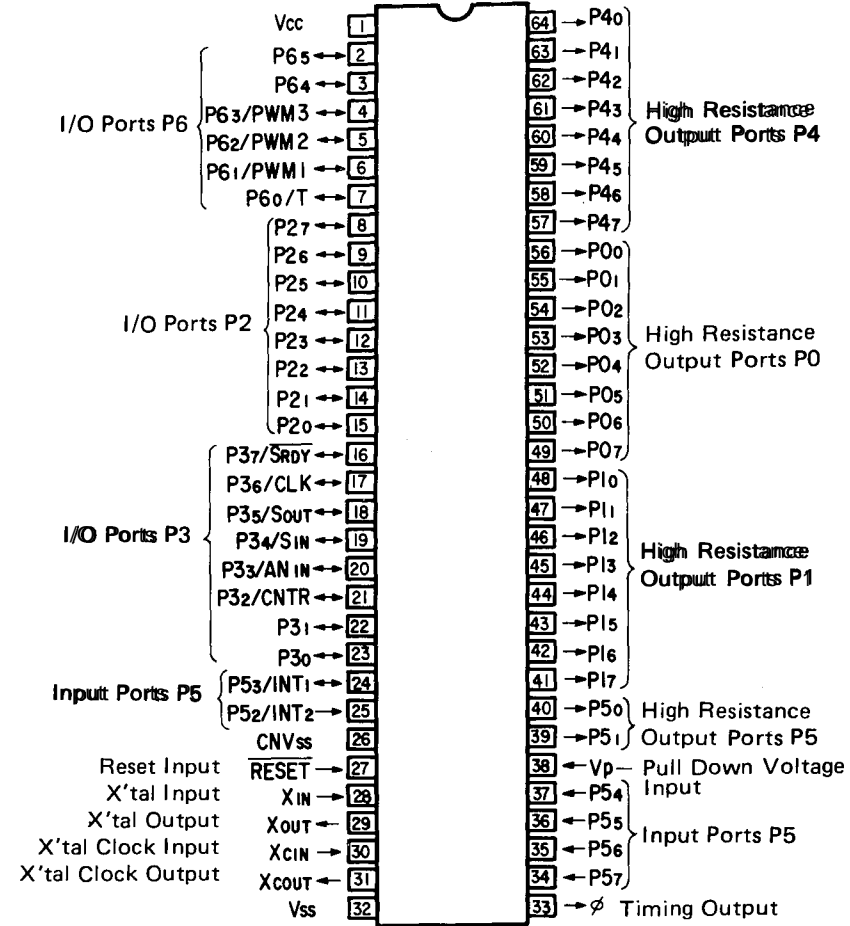 Vcc 1
P65 2
P64 3
I/O Ports P6
P63/PWM3 4
P62/PWM2 5
P61/PWM1 6
P60/T 7
P27 8
P26 9
P25 10
I/O Ports P2
P24 11
P23 12
P22 13
P21 14
P20 15
P37/SRDY 16
P36/CLK 17
P35/SOUT 18
I/O Ports P3
P34/SIN 19
P33/ANIN 20
P32/CNTR 21
P31 22
P30 23
Input Ports P5
P53/INT1 24
P52/INT2 25
CNVss 26
Reset Input RESET 27
X'tal Input XIN 28
X'tal Output XOUT 29
X'tal Clock Input XCIN 30
X'tal Clock Output XCOUT 31
Vss 32
64 P40
63 P41
62 P42
61 P43
High Resistance
Output Ports P4
60 P44
59 P45
58 P46
57 P47
56 P00
55 P01
54 P02
53 P03
High Resistance
Output Ports P0
52 P04
51 P05
50 P06
49 P07
48 P10
47 P11
46 P12
45 P13
High Resistance
Output Ports P1
44 P14
43 P15
42 P16
41 P17
40 P50
39 P51
High Resistance
Output Ports P5
38 Vp Pull Down Voltage
Input
37 P54
36 P55
Input Ports P5
35 P56
34 P57
33 φ Timing Output